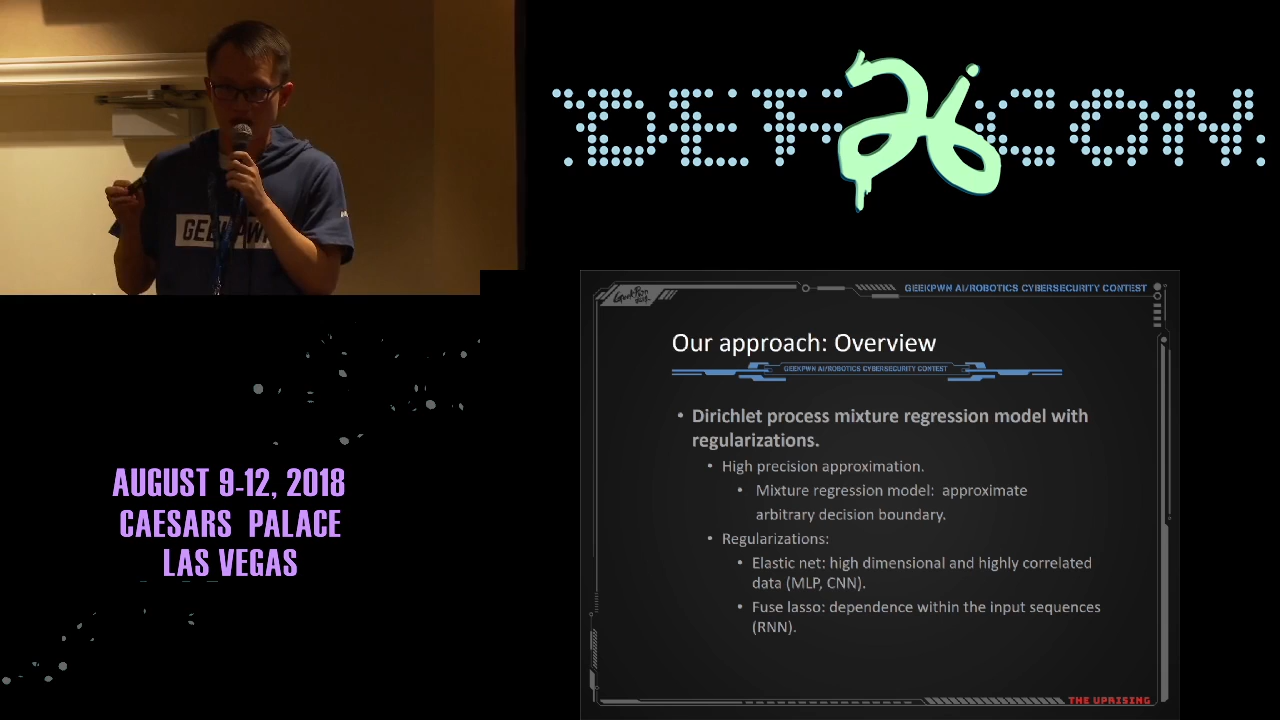 DEF 26 CON
GEEKPWN
AUGUST 9-12, 2018
CAESARS PALACE
LAS VEGAS
GeekPwn
GEEKPWN AI/ROBOTICS CYBERSECURITY CONTEST
Our approach: Overview
GEEKPWN AI/ROBOTICS CYBERSECURITY CONTEST
• Dirichlet process mixture regression model with
regularizations.
• High precision approximation.
• Mixture regression model: approximate
arbitrary decision boundary.
• Regularizations:
• Elastic net: high dimensional and highly correlated
data (MLP, CNN).
• Fuse lasso: dependence within the input sequences
(RNN).
THE UPRISING